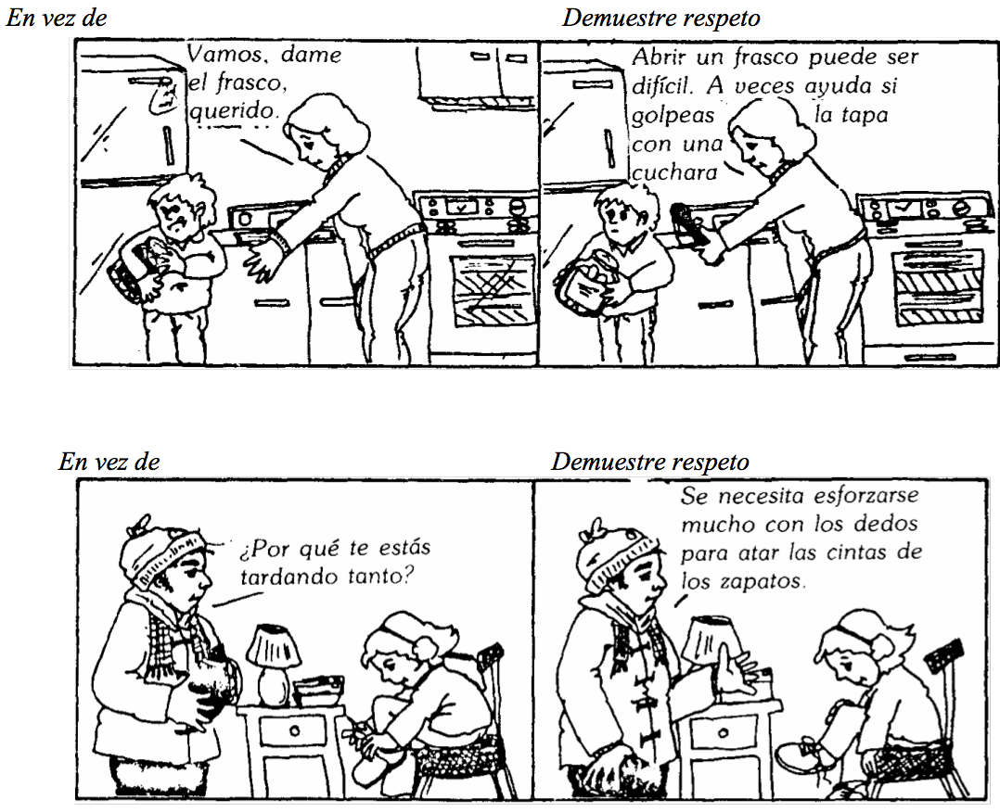 En vez de
Demuestre respeto
Vamos, dame
el frasco,
querido.
Abrir un frasco puede ser
difícil. A veces ayuda si
golpeas la tapa
con una
cuchara
En vez de
Demuestre respeto
¿Por qué te estás
tardando tanto?
Se necesita esforzarse
mucho con los dedos
para atar las cintas de
los zapatos.